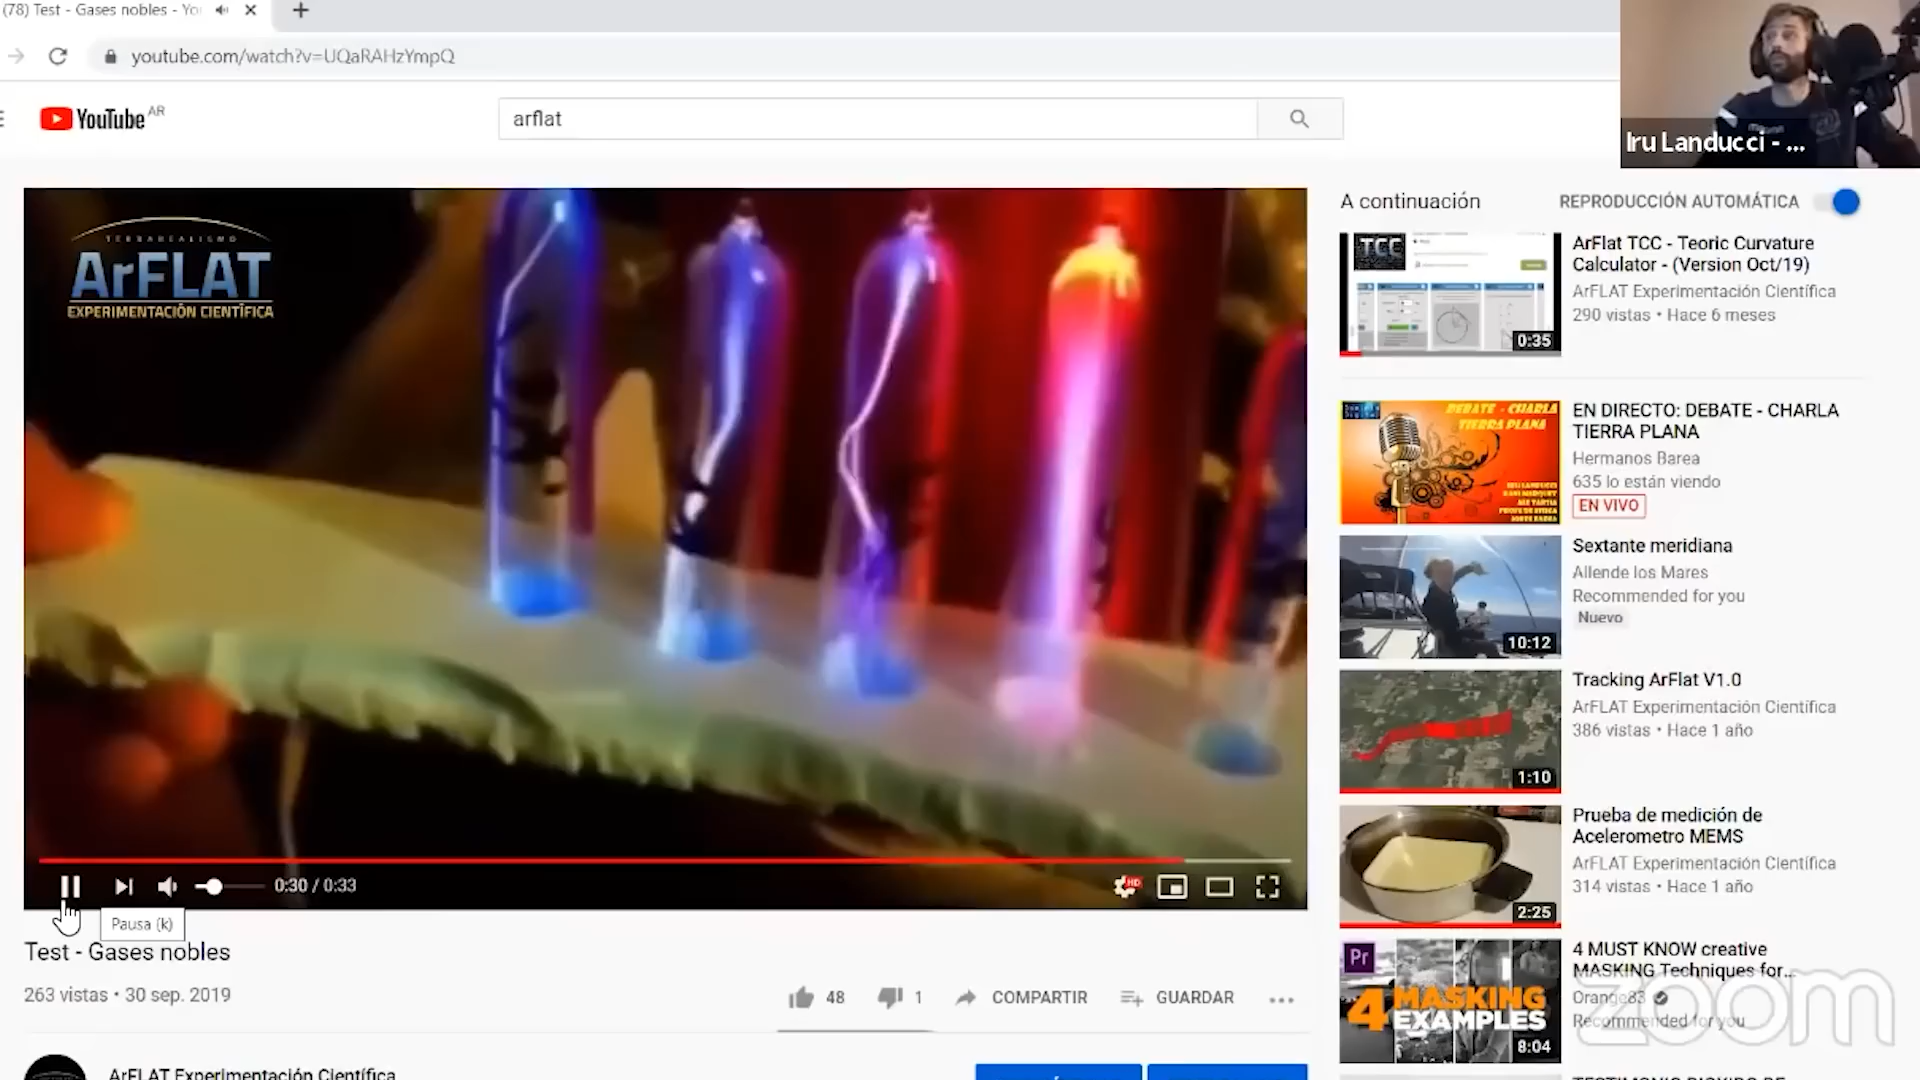 (78) Test - Gases nobles - Yo
youtube.com/watch?v=UQaRAHzYmpQ
YouTube AR
arflat
Iru Landucci - ...
TERRAREALISMO
ArFLAT
EXPERIMENTACIÓN CIENTÍFICA
0:30 / 0:33
HD
Pausa (k)
Test - Gases nobles
263 vistas • 30 sep. 2019
48
1
COMPARTIR
GUARDAR
ArFLAT Experimentación Científica
A continuación
REPRODUCCIÓN AUTOMÁTICA
TCC
0:35
ArFlat TCC - Teoric Curvature
Calculator - (Version Oct/19)
ArFLAT Experimentación Científica
290 vistas • Hace 6 meses
DEBATE - CHARLA
TIERRA PLANA
EN DIRECTO: DEBATE - CHARLA
TIERRA PLANA
Hermanos Barea
635 lo están viendo
EN VIVO
10:12
Sextante meridiana
Allende los Mares
Recommended for you
Nuevo
1:10
Tracking ArFlat V1.0
ArFLAT Experimentación Científica
386 vistas • Hace 1 año
2:25
Prueba de medición de
Acelerometro MEMS
ArFLAT Experimentación Científica
314 vistas • Hace 1 año
Pr
4 MASKING
EXAMPLES
8:04
4 MUST KNOW creative
MASKING Techniques for...
Orange83
Recommended for you
zoom